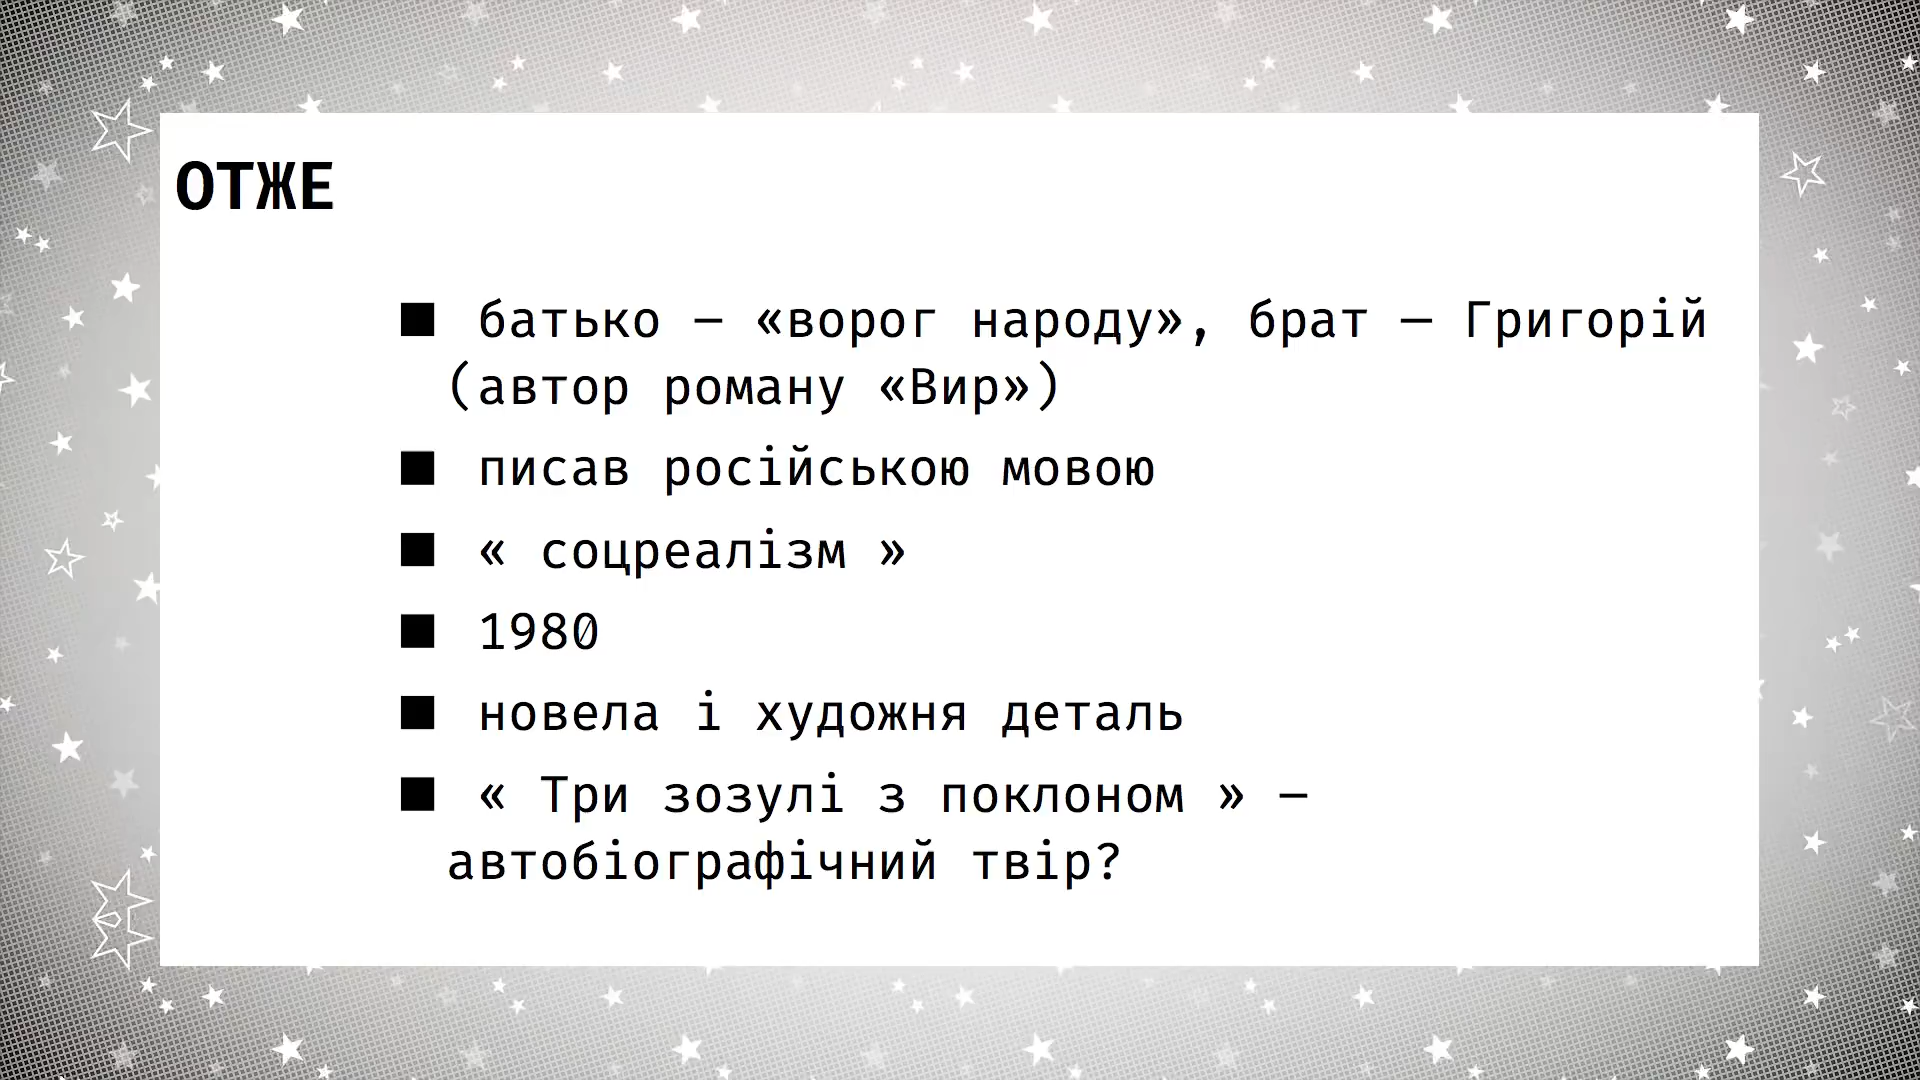 ОТЖЕ
■ батько – «ворог народу», брат – Григорій
(автор роману «Вир»)
■ писав російською мовою
■ « соцреалізм »
■ 1980
■ новела і художня деталь
■ « Три зозулі з поклоном » –
автобіографічний твір?